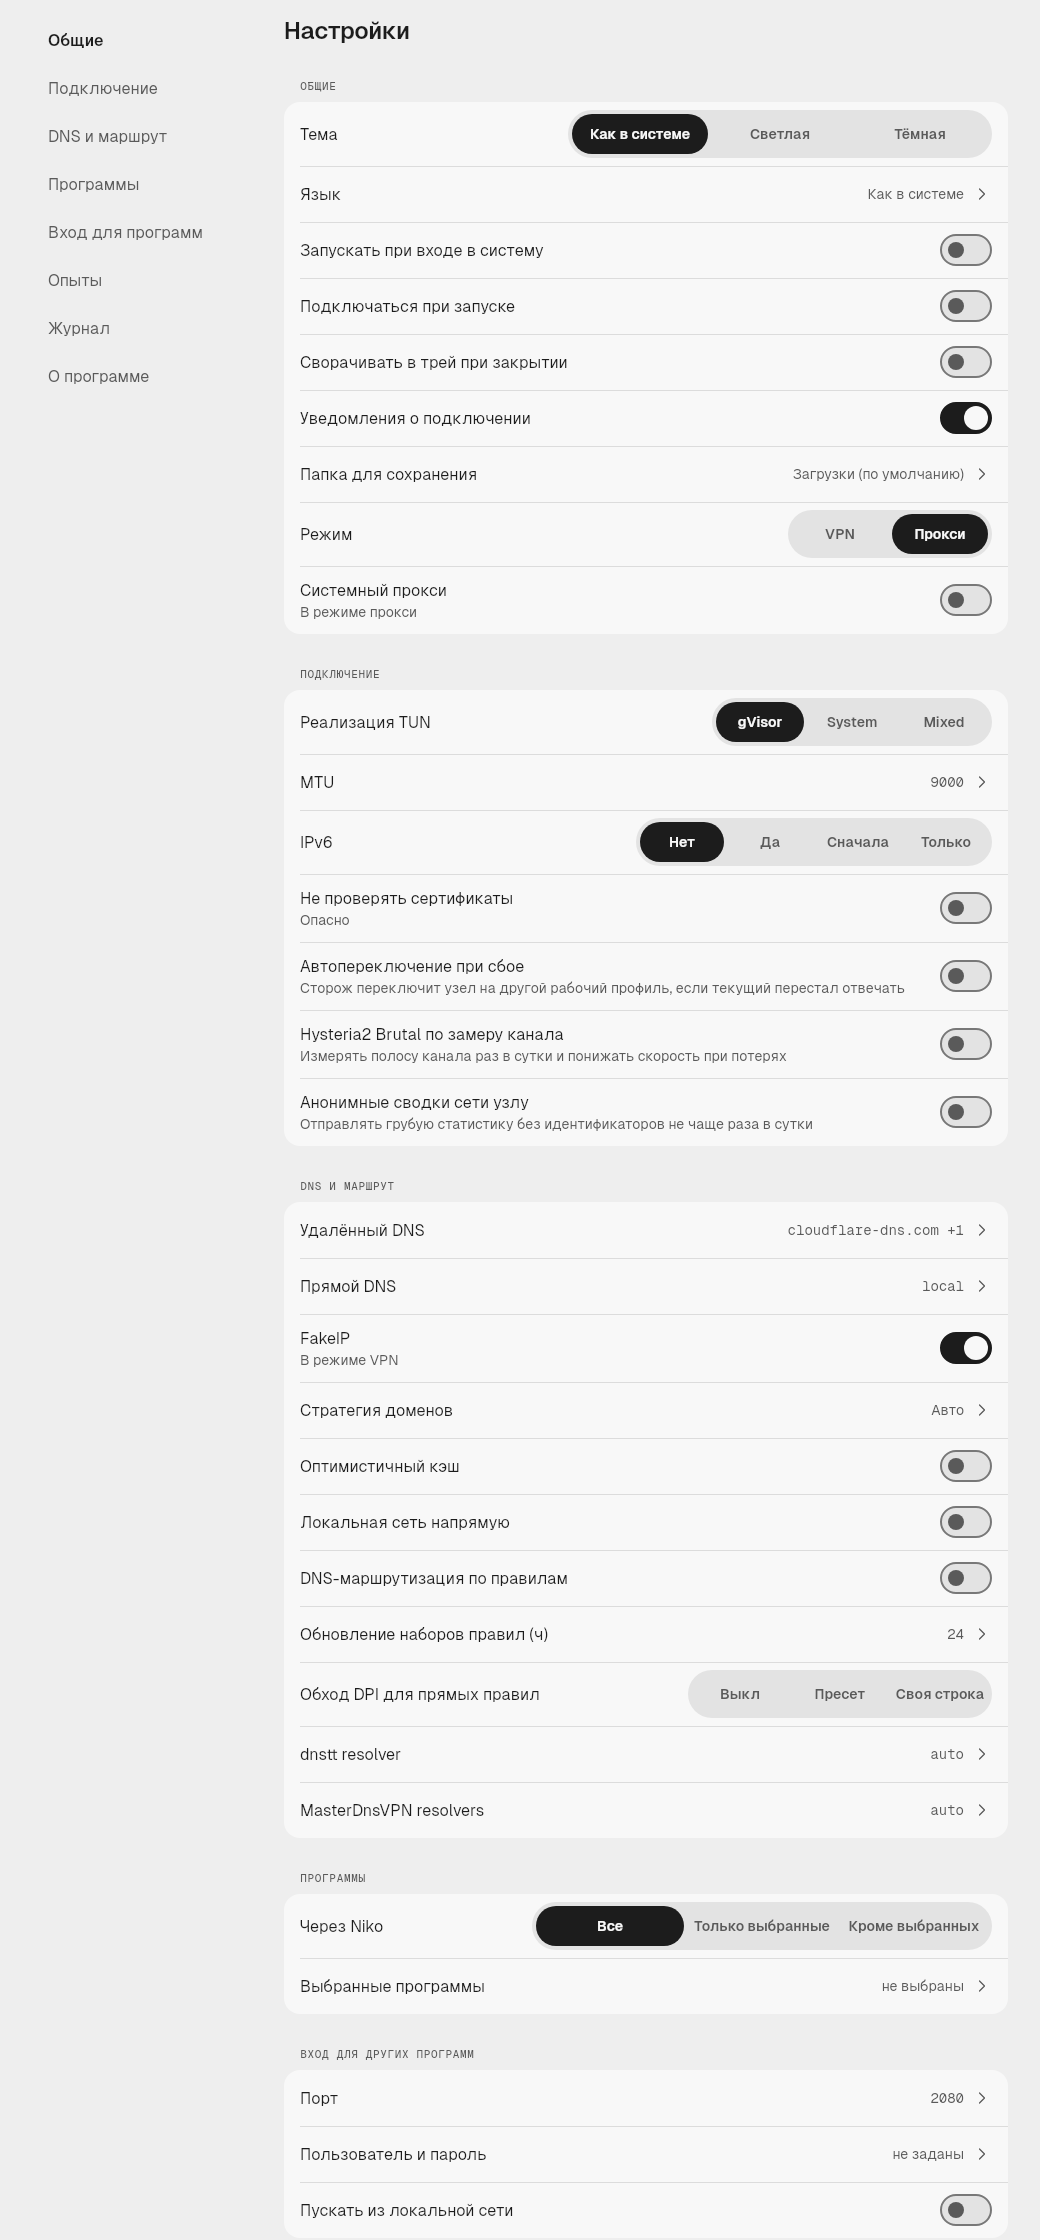 Общие
Подключение
DNS и маршрут
Программы
Вход для программ
Опыты
Журнал
О программе
Настройки
ОБЩИЕ
Тема Как в системе Светлая Тёмная
Язык Как в системе
Запускать при входе в систему
Подключаться при запуске
Сворачивать в трей при закрытии
Уведомления о подключении
Папка для сохранения Загрузки (по умолчанию)
Режим VPN Прокси
Системный прокси
В режиме прокси
ПОДКЛЮЧЕНИЕ
Реализация TUN gVisor System Mixed
MTU 9000
IPv6 Нет Да Сначала Только
Не проверять сертификаты
Опасно
Автопереключение при сбое
Сторож переключит узел на другой рабочий профиль, если текущий перестал отвечать
Hysteria2 Brutal по замеру канала
Измерять полосу канала раз в сутки и понижать скорость при потерях
Анонимные сводки сети узлу
Отправлять грубую статистику без идентификаторов не чаще раза в сутки
DNS И МАРШРУТ
Удалённый DNS cloudflare-dns.com +1
Прямой DNS local
FakeIP
В режиме VPN
Стратегия доменов Авто
Оптимистичный кэш
Локальная сеть напрямую
DNS-маршрутизация по правилам
Обновление наборов правил (ч) 24
Обход DPI для прямых правил Выкл Пресет Своя строка
dnstt resolver auto
MasterDnsVPN resolvers auto
ПРОГРАММЫ
Через Niko Все Только выбранные Кроме выбранных
Выбранные программы не выбраны
ВХОД ДЛЯ ДРУГИХ ПРОГРАММ
Порт 2080
Пользователь и пароль не заданы
Пускать из локальной сети